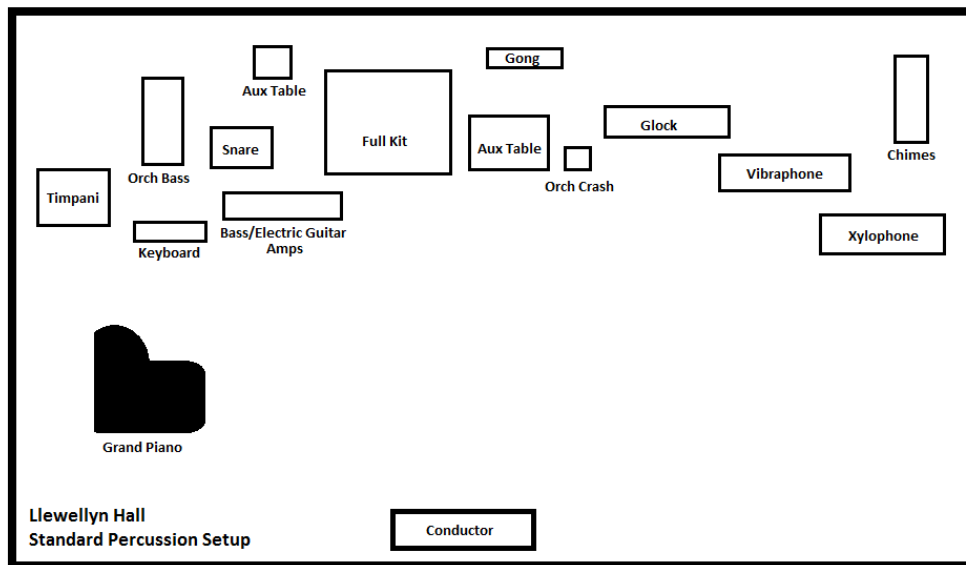 Gong
Aux Table
Full Kit
Glock
Snare
Aux Table
Chimes
Orch Bass
Orch Crash
Vibraphone
Timpani
Bass/Electric Guitar
Amps
Keyboard
Xylophone
Grand Piano
Llewellyn Hall
Standard Percussion Setup
Conductor